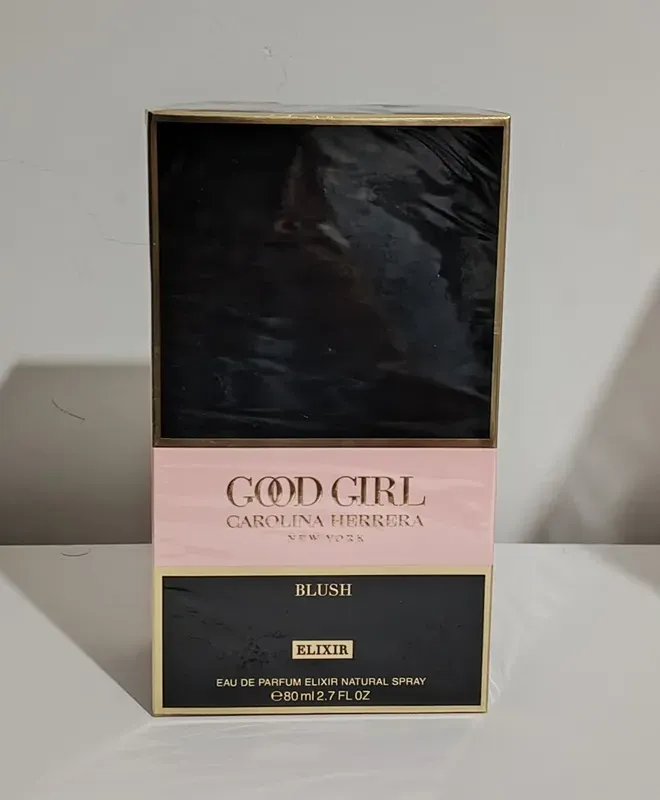 GOOD GIRL
CAROLINA HERRERA
NEW YORK
BLUSH
ELIXIR
EAU DE PARFUM ELIXIR NATURAL SPRAY
℮80 ml 2.7 FL OZ